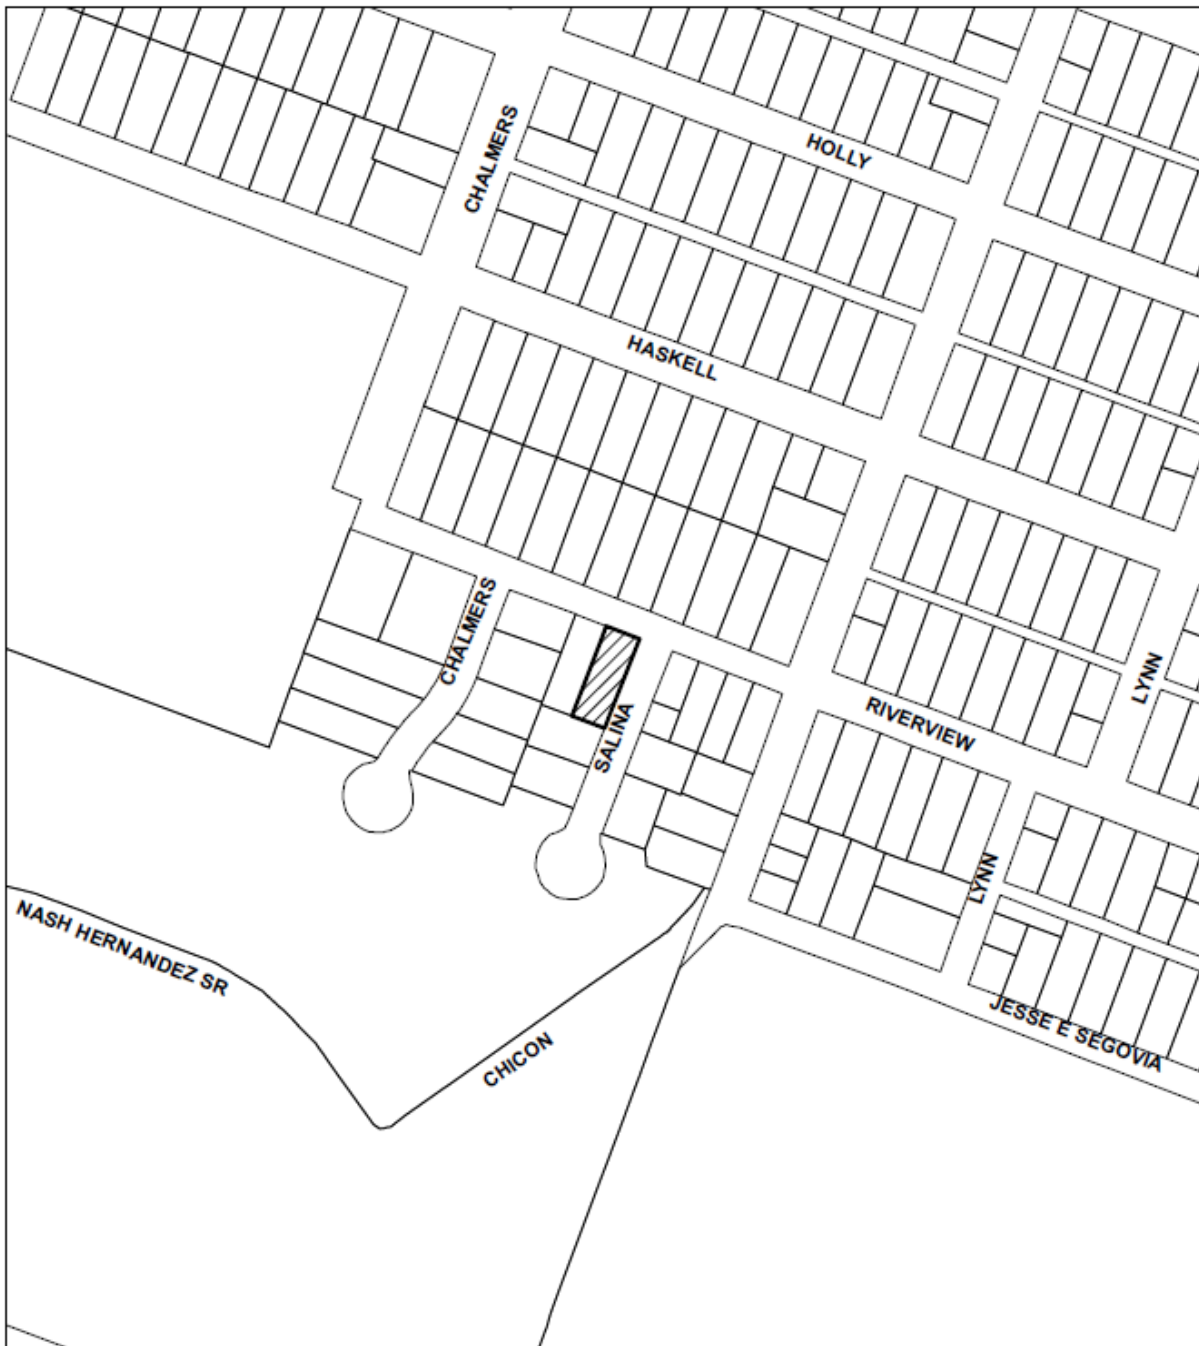 CHALMERS
HOLLY
HASKELL
CHALMERS
SALINA
LYNN
RIVERVIEW
LYNN
NASH HERNANDEZ SR
CHICON
JESSE E SEGOVIA